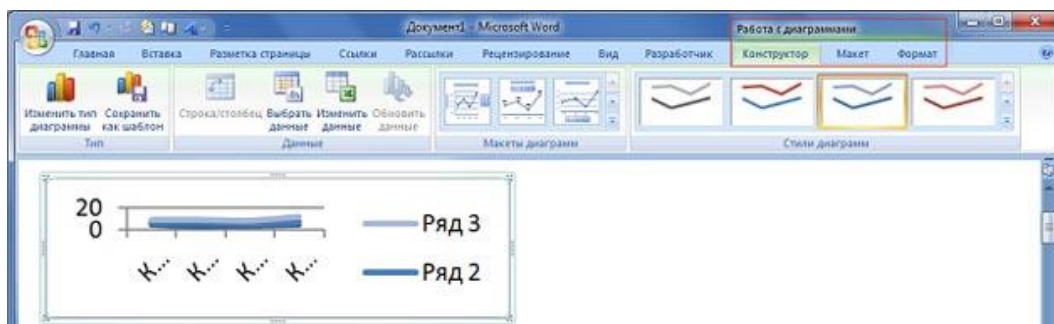 Документ1 - Microsoft Word
Работа с диаграммами
Главная Вставка Разметка страницы Ссылки Рассылки Рецензирование Вид Разработчик Конструктор Макет Формат
Изменить тип диаграммы
Сохранить как шаблон
Строка/столбец
Выбрать данные
Изменить данные
Обновить данные
Тип Данные Макеты диаграмм Стили диаграмм
20
0
К... К... К... К...
Ряд 3
Ряд 2